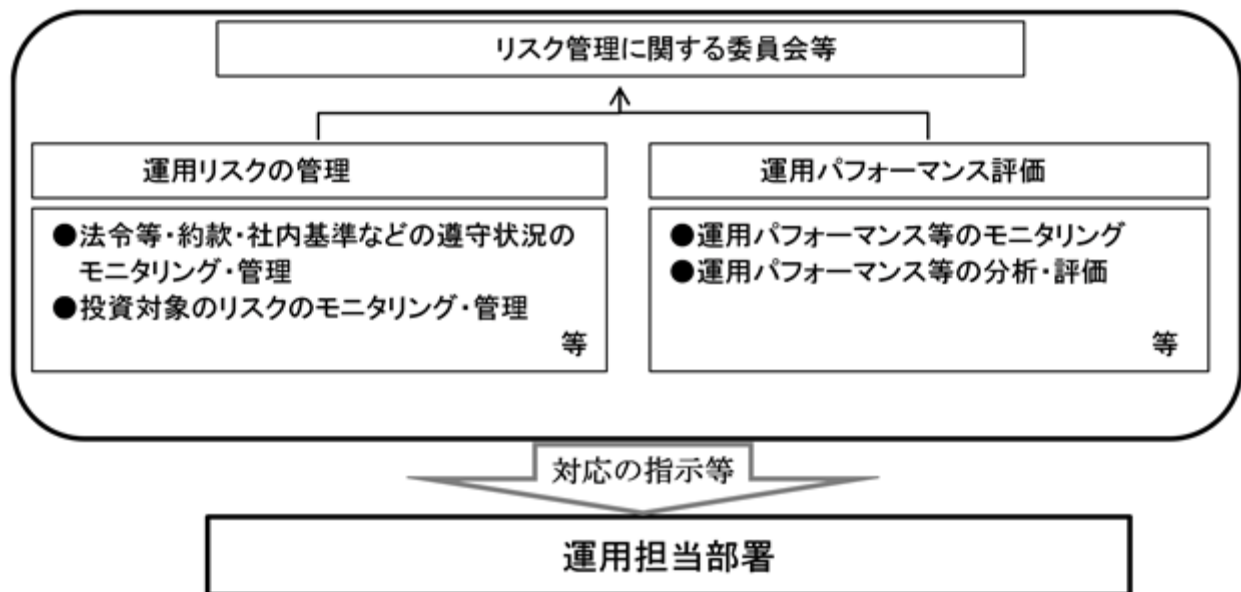 リスク管理に関する委員会等
運用リスクの管理
●法令等・約款・社内基準などの遵守状況の
モニタリング・管理
●投資対象のリスクのモニタリング・管理
等
運用パフォーマンス評価
●運用パフォーマンス等のモニタリング
●運用パフォーマンス等の分析・評価
等
対応の指示等
運用担当部署